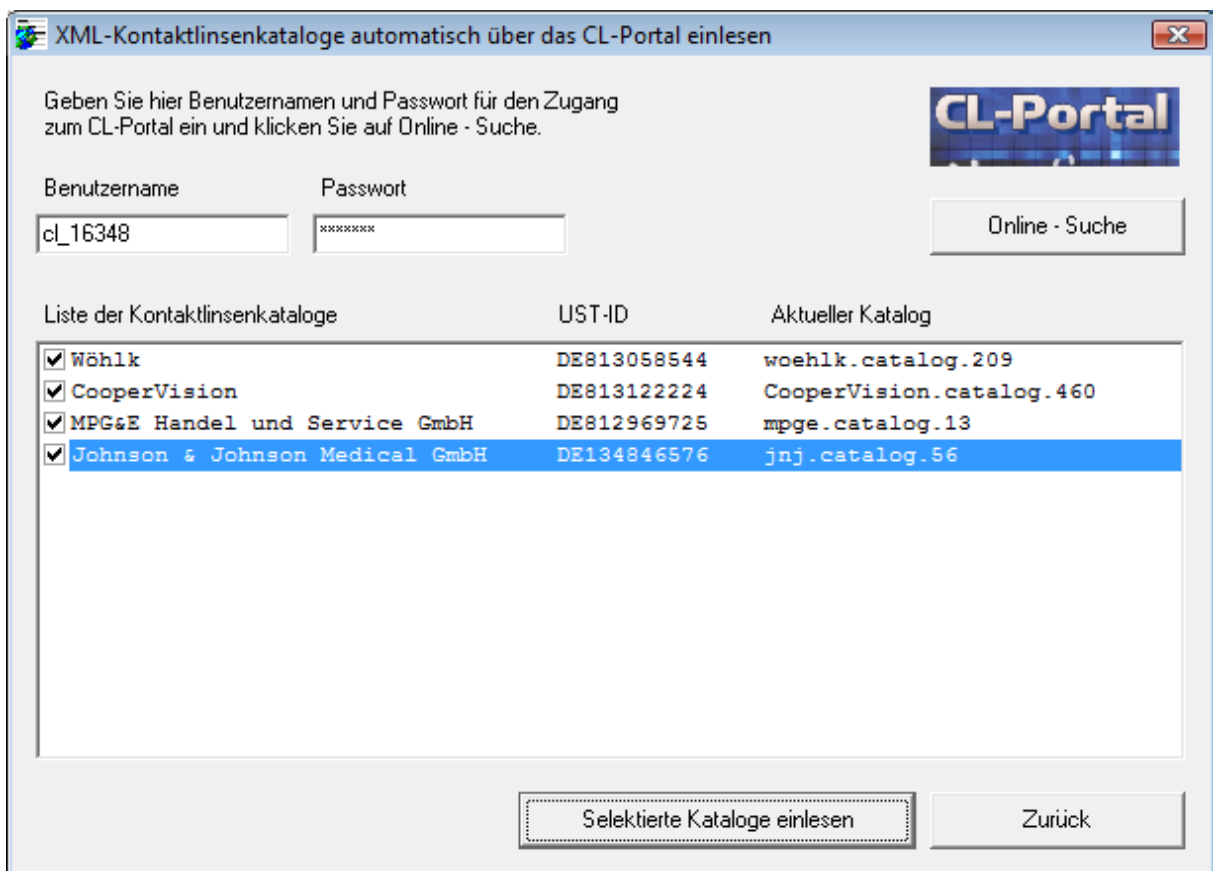 XML-Kontaktlinsenkataloge automatisch über das CL-Portal einlesen
Geben Sie hier Benutzernamen und Passwort für den Zugang
zum CL-Portal ein und klicken Sie auf Online - Suche.
CL-Portal
Benutzername Passwort
cl_16348 ******* Online - Suche
Liste der Kontaktlinsenkataloge UST-ID Aktueller Katalog
Wöhlk DE813058544 woehlk.catalog.209
CooperVision DE813122224 CooperVision.catalog.460
MPG&E Handel und Service GmbH DE812969725 mpge.catalog.13
Johnson & Johnson Medical GmbH DE134846576 jnj.catalog.56
Selektierte Kataloge einlesen Zurück